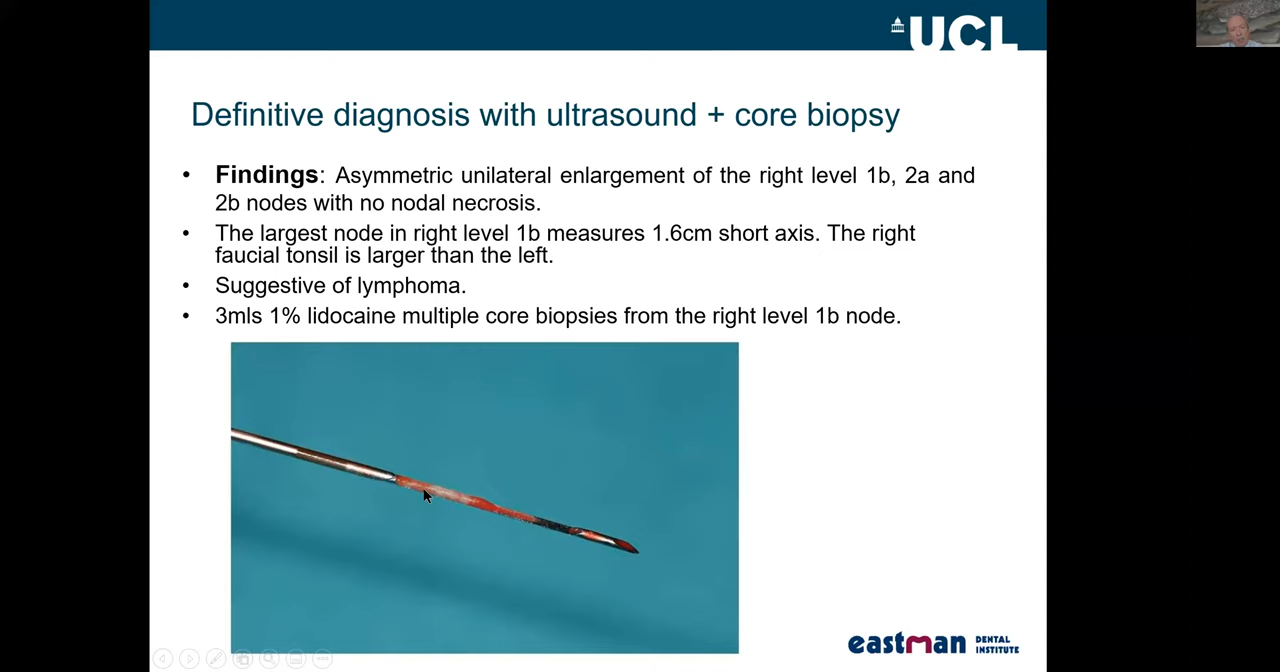 UCL
Definitive diagnosis with ultrasound + core biopsy
• Findings: Asymmetric unilateral enlargement of the right level 1b, 2a and
2b nodes with no nodal necrosis.
• The largest node in right level 1b measures 1.6cm short axis. The right
faucial tonsil is larger than the left.
• Suggestive of lymphoma.
• 3mls 1% lidocaine multiple core biopsies from the right level 1b node.
eastman DENTAL
INSTITUTE